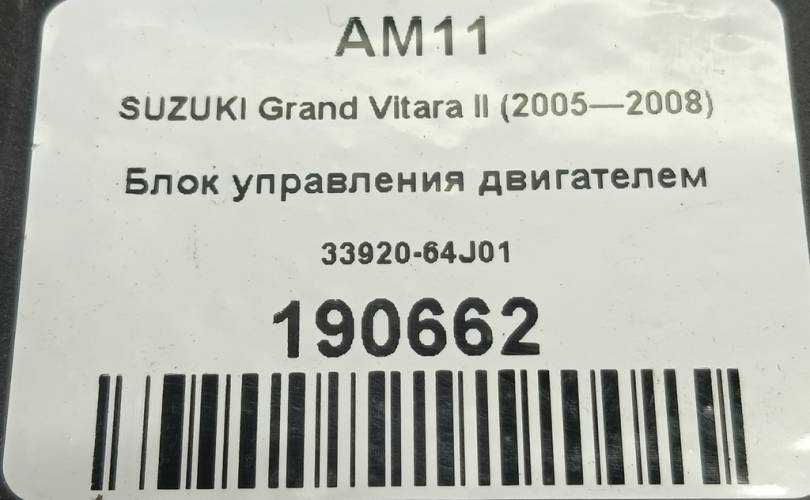 AM11
SUZUKI Grand Vitara II (2005—2008)
Блок управления двигателем
33920-64J01
190662